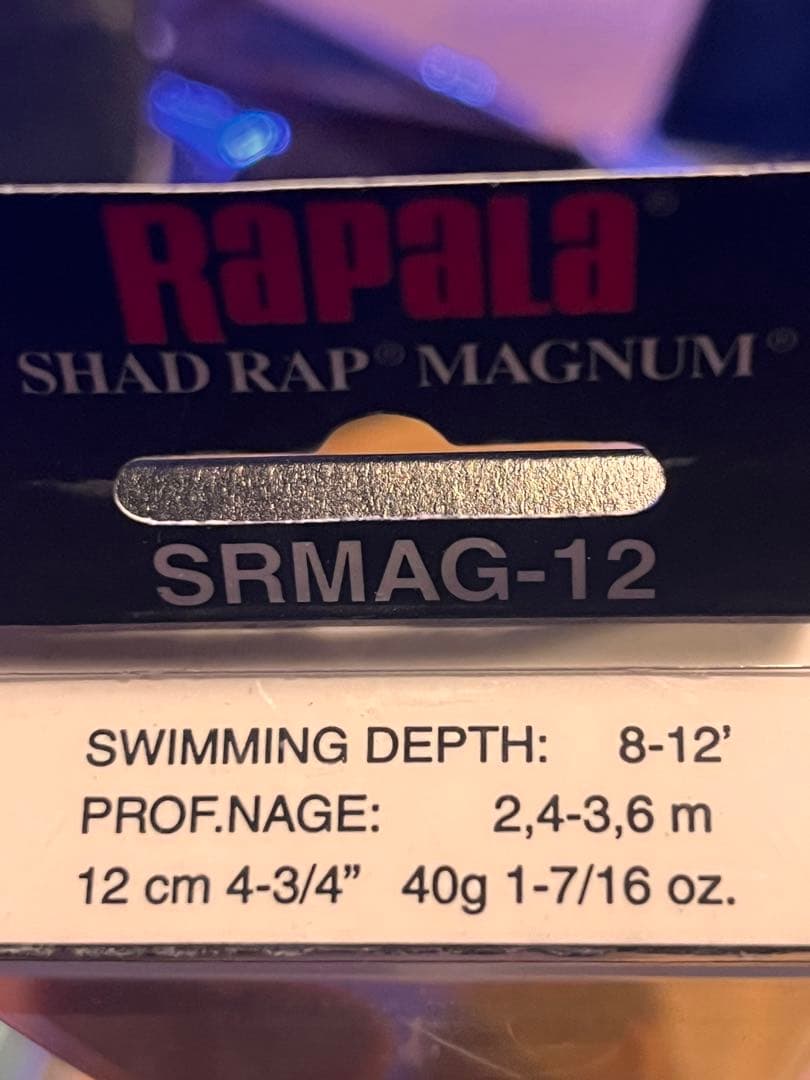 RAPALA®
SHAD RAP® MAGNUM®
SRMAG-12
SWIMMING DEPTH: 8-12’
PROF.NAGE: 2,4-3,6 m
12 cm 4-3/4” 40g 1-7/16 oz.